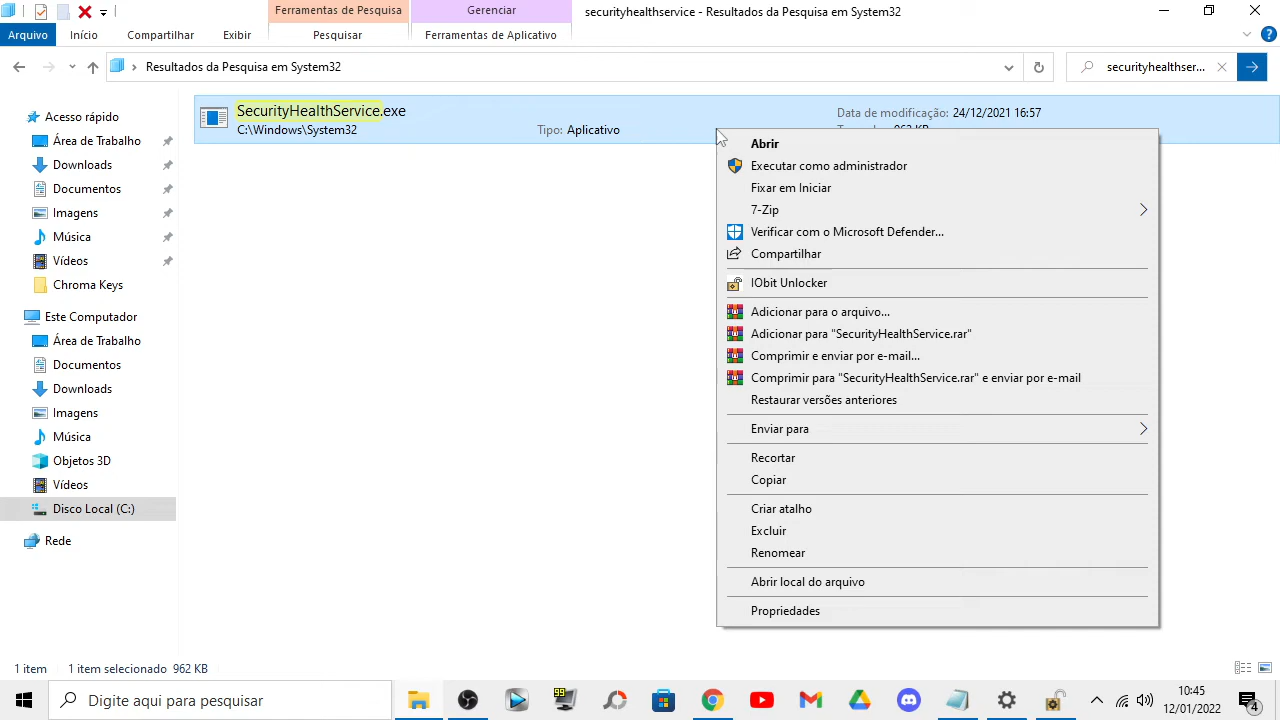 Ferramentas de Pesquisa
Gerenciar
securityhealthservice - Resultados da Pesquisa em System32
Arquivo
Início
Compartilhar
Exibir
Pesquisar
Ferramentas de Aplicativo
Resultados da Pesquisa em System32
securityhealthser...
SecurityHealthService.exe
C:\Windows\System32
Tipo: Aplicativo
Data de modificação: 24/12/2021 16:57
962 KB
Acesso rápido
Área de Trabalho
Downloads
Documentos
Imagens
Música
Vídeos
Chroma Keys
Este Computador
Área de Trabalho
Documentos
Downloads
Imagens
Música
Objetos 3D
Vídeos
Disco Local (C:)
Rede
Abrir
Executar como administrador
Fixar em Iniciar
7-Zip
Verificar com o Microsoft Defender...
Compartilhar
IObit Unlocker
Adicionar para o arquivo...
Adicionar para "SecurityHealthService.rar"
Comprimir e enviar por e-mail...
Comprimir para "SecurityHealthService.rar" e enviar por e-mail
Restaurar versões anteriores
Enviar para
Recortar
Copiar
Criar atalho
Excluir
Renomear
Abrir local do arquivo
Propriedades
1 item
1 item selecionado 962 KB
Digite aqui para pesquisar
99
10:45
12/01/2022
4